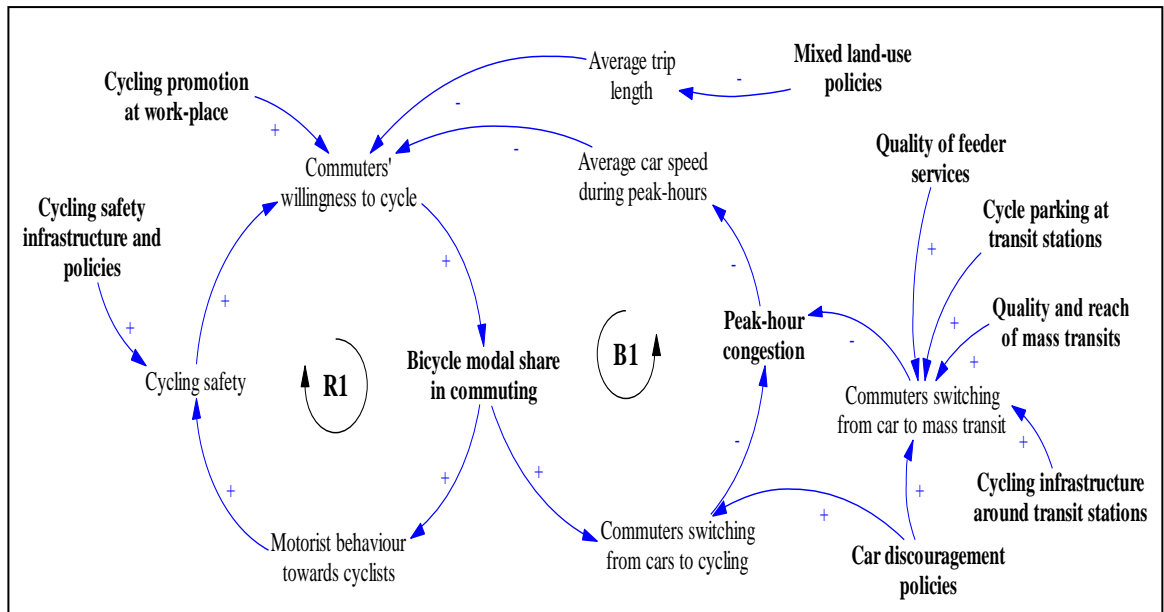 Cycling promotion
at work-place
Average trip
length
Mixed land-use
policies
-
-
+
Commuters'
willingness to cycle
-
Average car speed
during peak-hours
Quality of feeder
services
Cycling safety
infrastructure and
policies
Cycle parking at
transit stations
+
+
-
+
+
+
Quality and reach
of mass transits
Peak-hour
congestion
-
+
+
R1
B1
Bicycle modal share
in commuting
Cycling safety
Commuters switching
from car to mass transit
-
+
+
+
+
+
+
Cycling infrastructure
around transit stations
Motorist behaviour
towards cyclists
Commuters switching
from cars to cycling
Car discouragement
policies